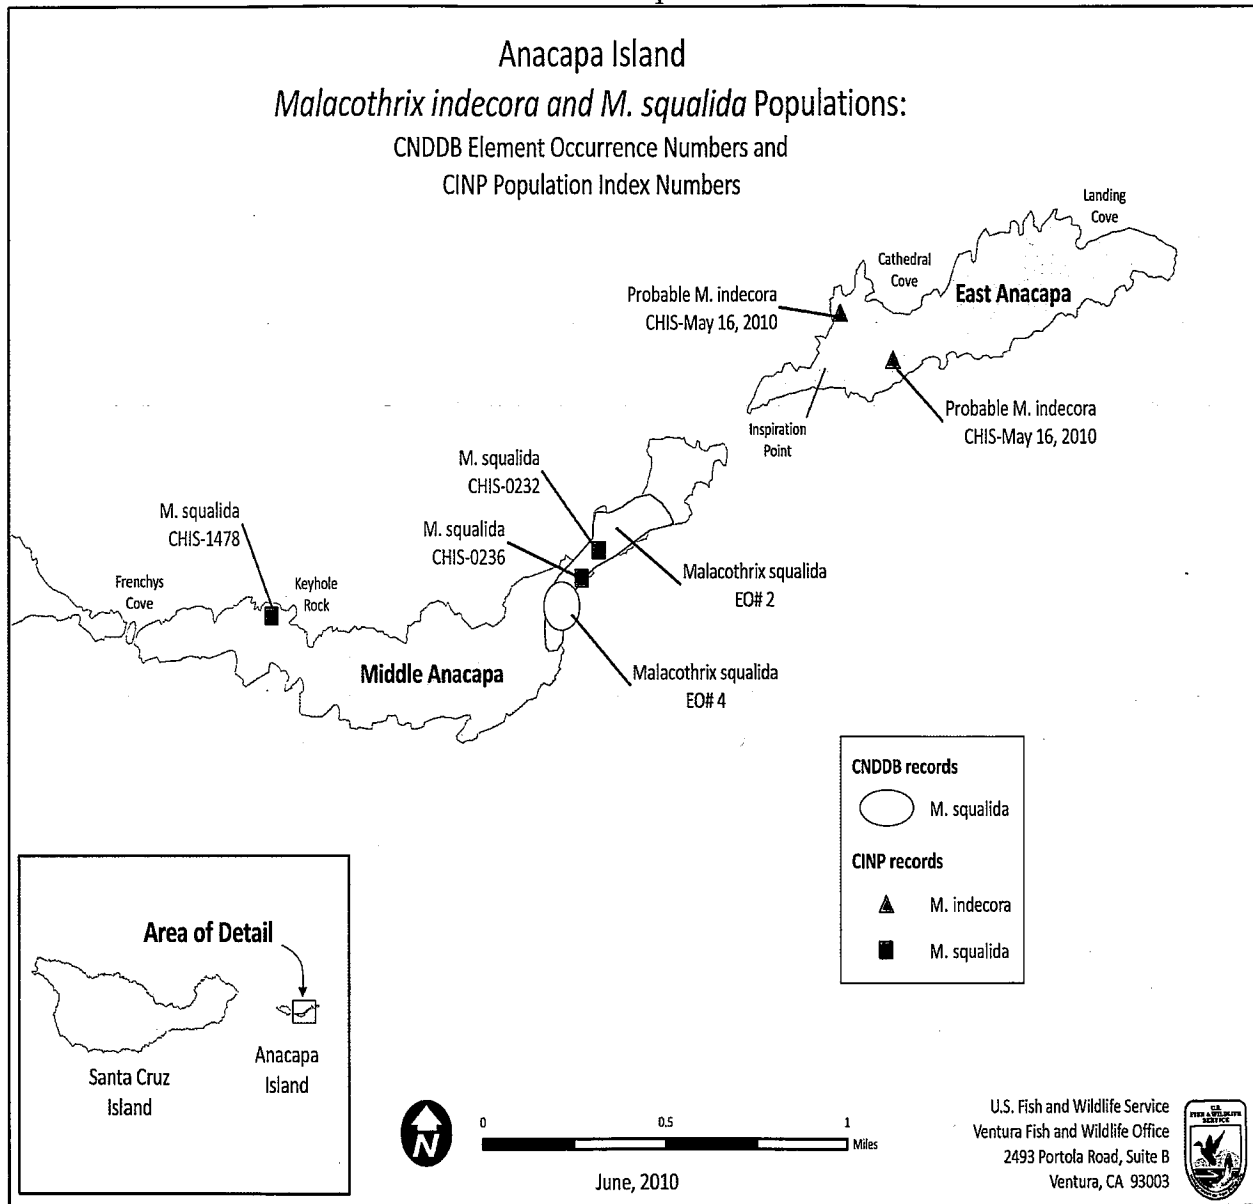 Anacapa Island
Malacothrix indecora and M. squalida Populations:
CNDDB Element Occurrence Numbers and
CINP Population Index Numbers
Landing
Cove
Cathedral
Cove
East Anacapa
Probable M. indecora
CHIS-May 16, 2010
Probable M. indecora
CHIS-May 16, 2010
Inspiration
Point
M. squalida
CHIS-0232
M. squalida
CHIS-1478
M. squalida
CHIS-0236
Malacothrix squalida
EO# 2
Frenchys
Cove
Keyhole
Rock
Middle Anacapa
Malacothrix squalida
EO# 4
CNDDB records
M. squalida
CINP records
M. indecora
M. squalida
Area of Detail
Santa Cruz
Island
Anacapa
Island
N
0 0.5 1
Miles
June, 2010
U.S. Fish and Wildlife Service
Ventura Fish and Wildlife Office
2493 Portola Road, Suite B
Ventura, CA 93003
U.S.
FISH & WILDLIFE
SERVICE